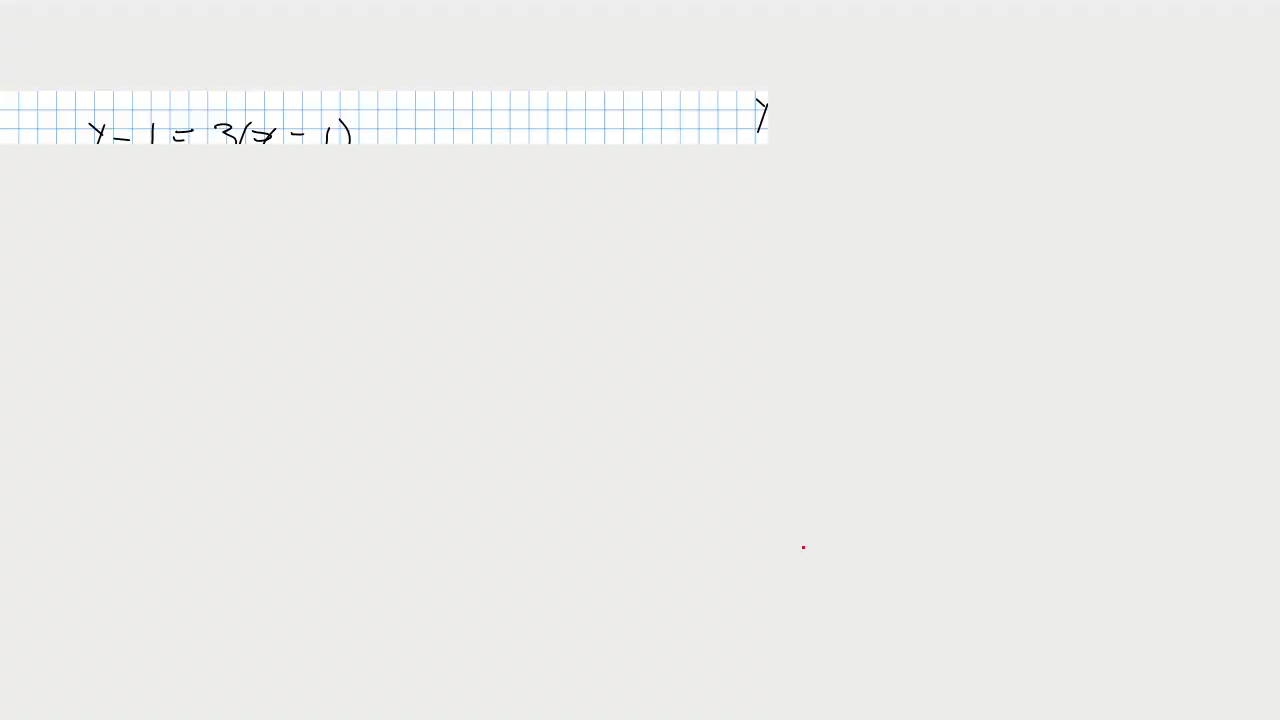 y - 1 = 3(x - 1)
y